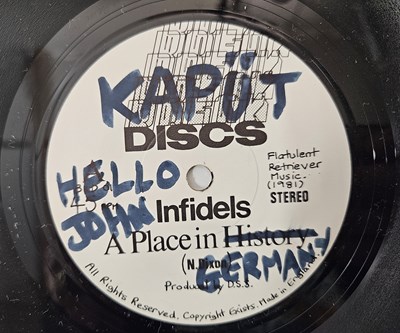 KAPÜT
DISCS
HELLO
JOHN
Flatulent
Retriever
Music.
(1981)
STEREO
Infidels
A Place in History.
GERMANY
(N.Dixon)
Produced by D.S.S.
All Rights Reserved, Copyright Exists. Made in England.